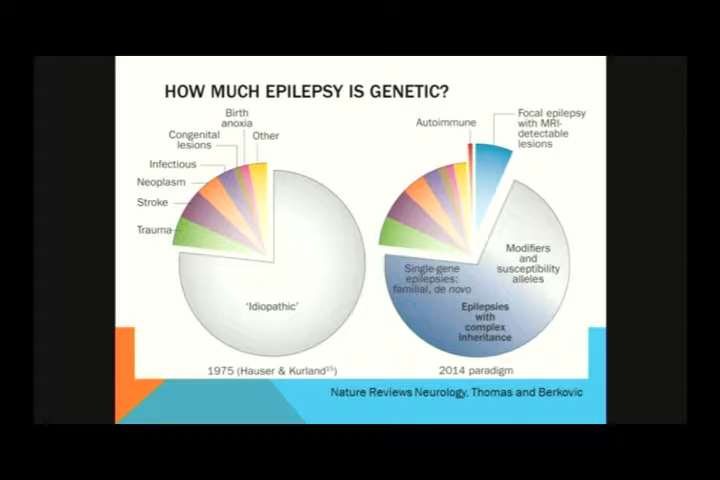 HOW MUCH EPILEPSY IS GENETIC?
Birth
anoxia
Congenital
lesions
Other
Infectious
Neoplasm
Stroke
Trauma
'Idiopathic'
1975 (Hauser & Kurland¹⁵)
Autoimmune
Focal epilepsy
with MRI-
detectable
lesions
Modifiers
and
susceptibility
alleles
Single-gene
epilepsies:
familial, de novo
Epilepsies
with
complex
inheritance
2014 paradigm
Nature Reviews Neurology, Thomas and Berkovic